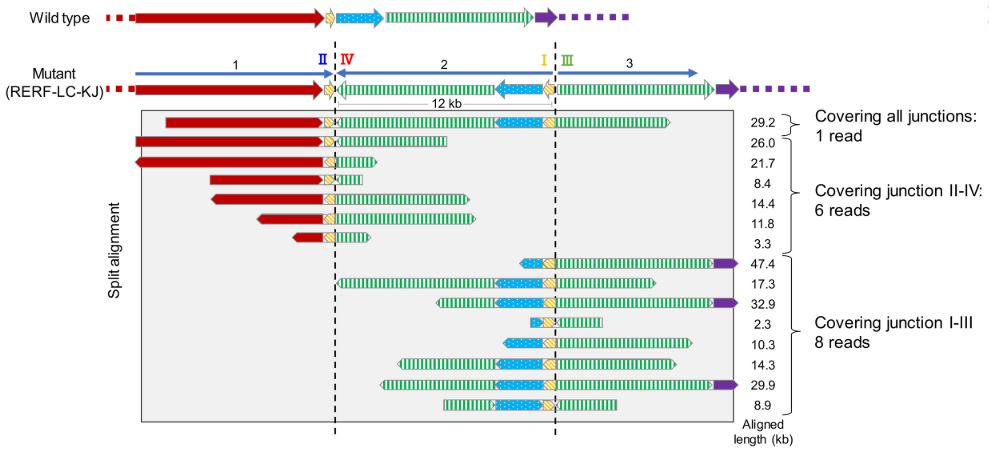 Wild type
II IV I III
1 2 3
Mutant
(RERF-LC-KJ)
12 kb
Split alignment
29.2
26.0
21.7
8.4
14.4
11.8
3.3
47.4
17.3
32.9
2.3
10.3
14.3
29.9
8.9
Aligned
length (kb)
Covering all junctions:
1 read
Covering junction II-IV:
6 reads
Covering junction I-III
8 reads